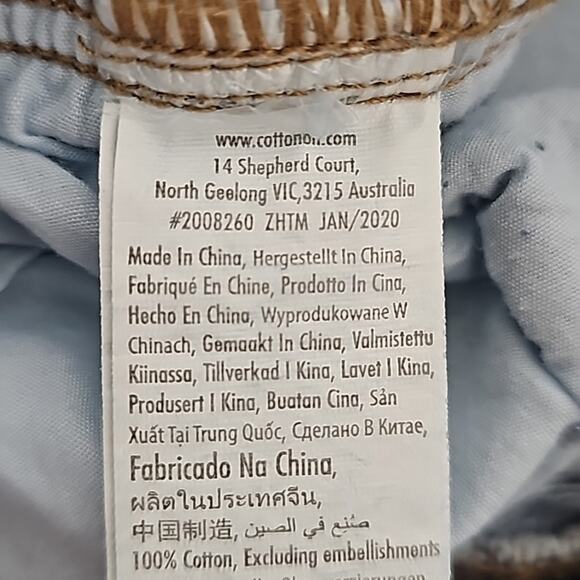 www.cottonon.com
14 Shepherd Court,
North Geelong VIC,3215 Australia
#2008260 ZHTM JAN/2020
Made In China, Hergestellt In China,
Fabriqué En Chine, Prodotto In Cina,
Hecho En China, Wyprodukowane W
Chinach, Gemaakt In China, Valmistettu
Kiinassa, Tillverkad I Kina, Lavet I Kina,
Produsert I Kina, Buatan Cina, Sản
Xuất Tại Trung Quốc, Сделано В Китае,
Fabricado Na China,
ผลิตในประเทศจีน,
中国制造, صُنع في الصين
100% Cotton, Excluding embellishments